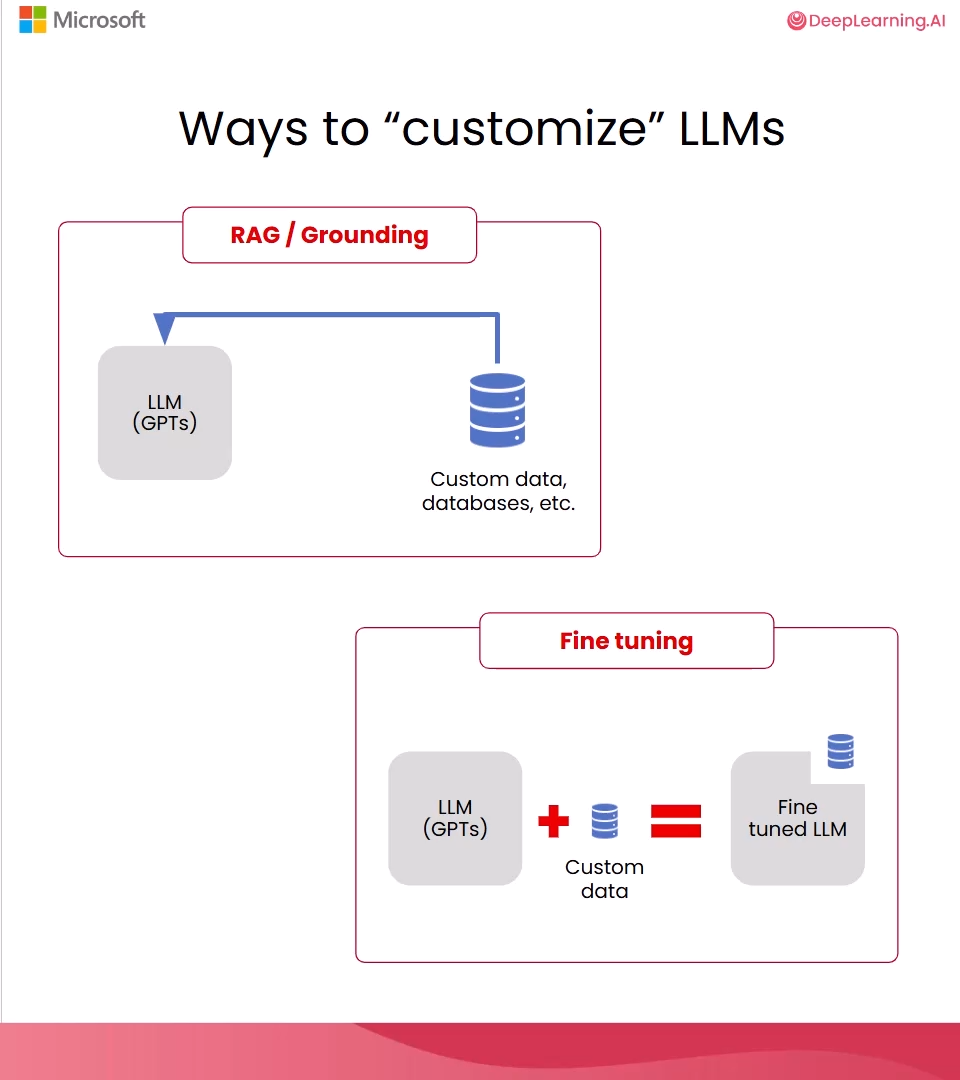 Microsoft
DeepLearning.AI
Ways to “customize” LLMs
RAG / Grounding
LLM
(GPTs)
Custom data,
databases, etc.
Fine tuning
LLM
(GPTs)
Custom
data
Fine
tuned LLM